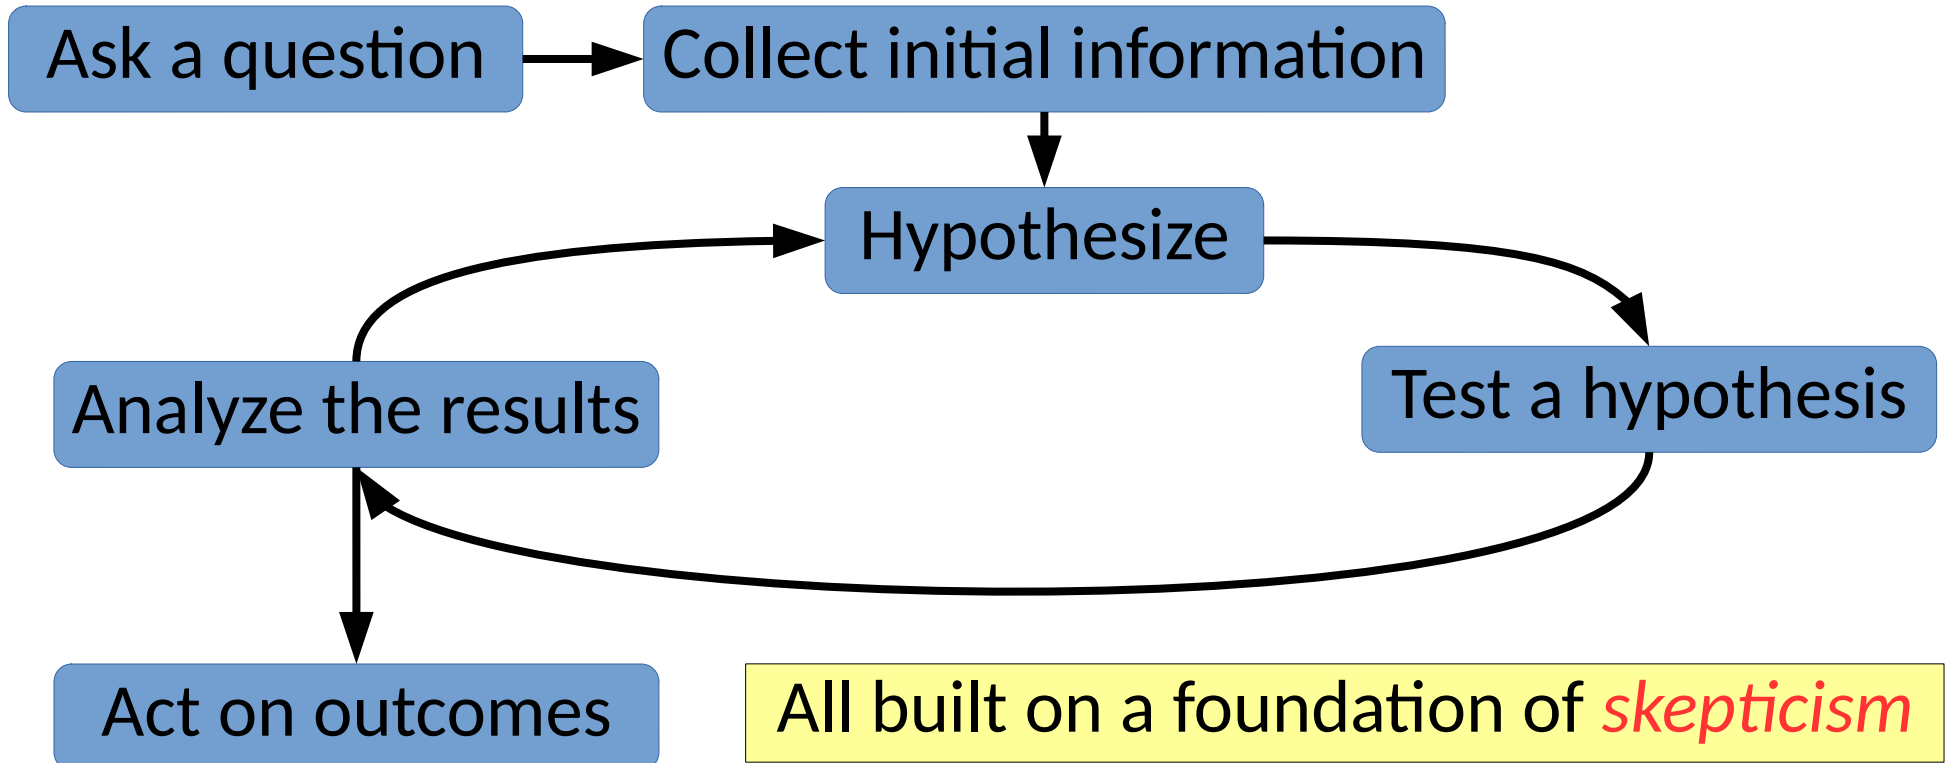 Ask a question
Collect initial information
Hypothesize
Test a hypothesis
Analyze the results
Act on outcomes
All built on a foundation of skepticism